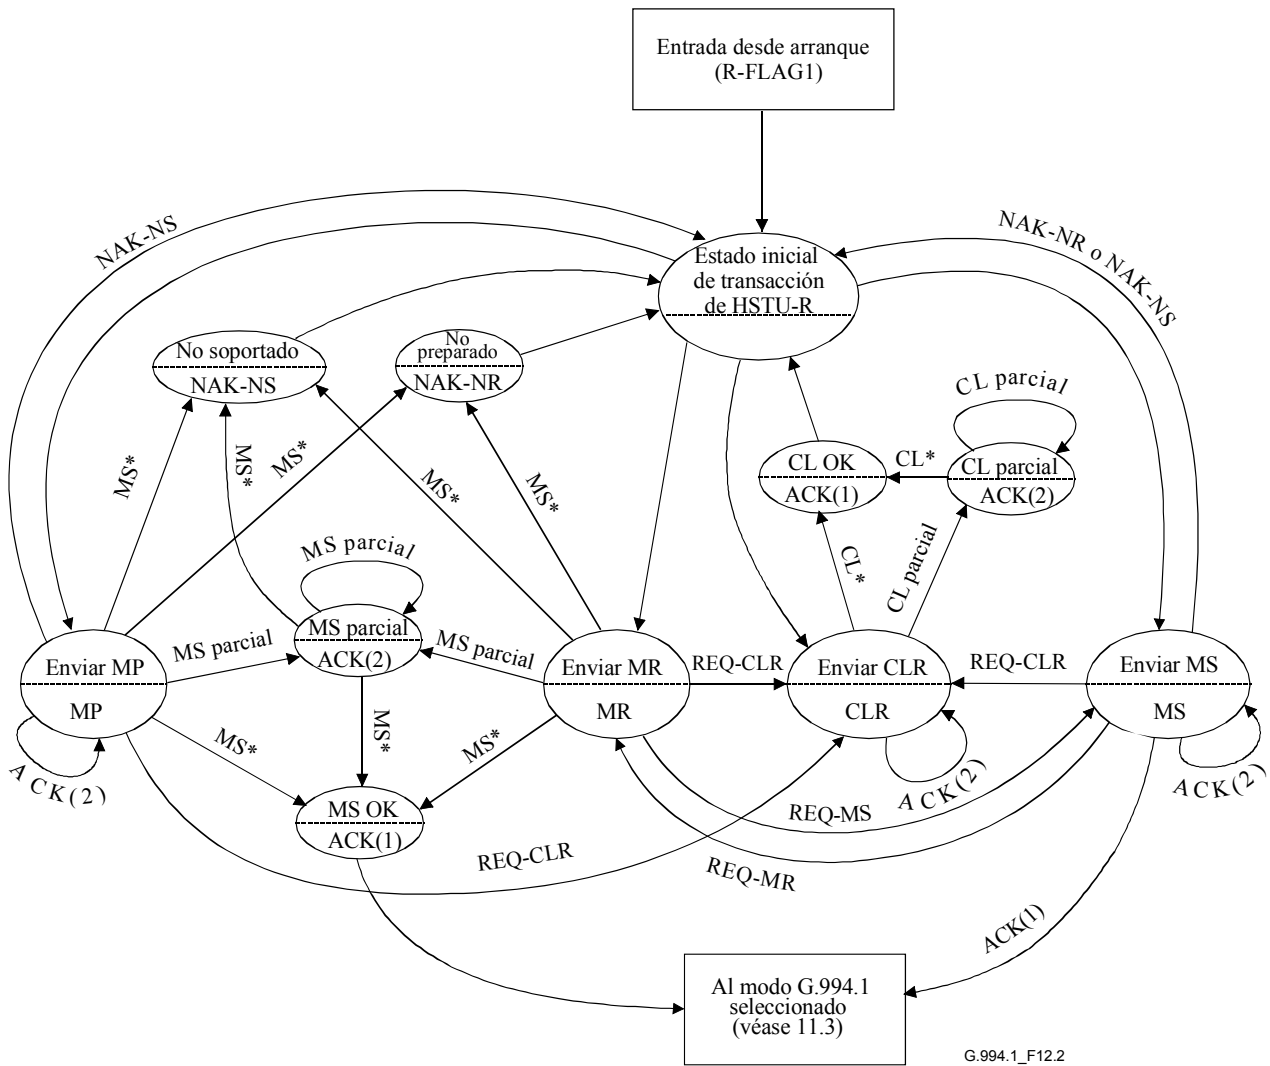 Entrada desde arranque
(R-FLAG1)
NAK-NS
NAK-NR o NAK-NS
Estado inicial
de transacción
de HSTU-R
No soportado
NAK-NS
No
preparado
NAK-NR
CL parcial
CL OK
ACK(1)
CL*
CL parcial
ACK(2)
MS*
MS*
MS*
MS*
MS*
CL*
CL parcial
MS parcial
MS parcial
ACK(2)
MS parcial
MS parcial
Enviar MP
MP
Enviar MR
MR
REQ-CLR
Enviar CLR
CLR
REQ-CLR
Enviar MS
MS
ACK(2)
MS*
MS*
MS*
ACK(2)
ACK(2)
MS OK
ACK(1)
REQ-MS
REQ-CLR
REQ-MR
ACK(1)
Al modo G.994.1
seleccionado
(véase 11.3)
G.994.1_F12.2